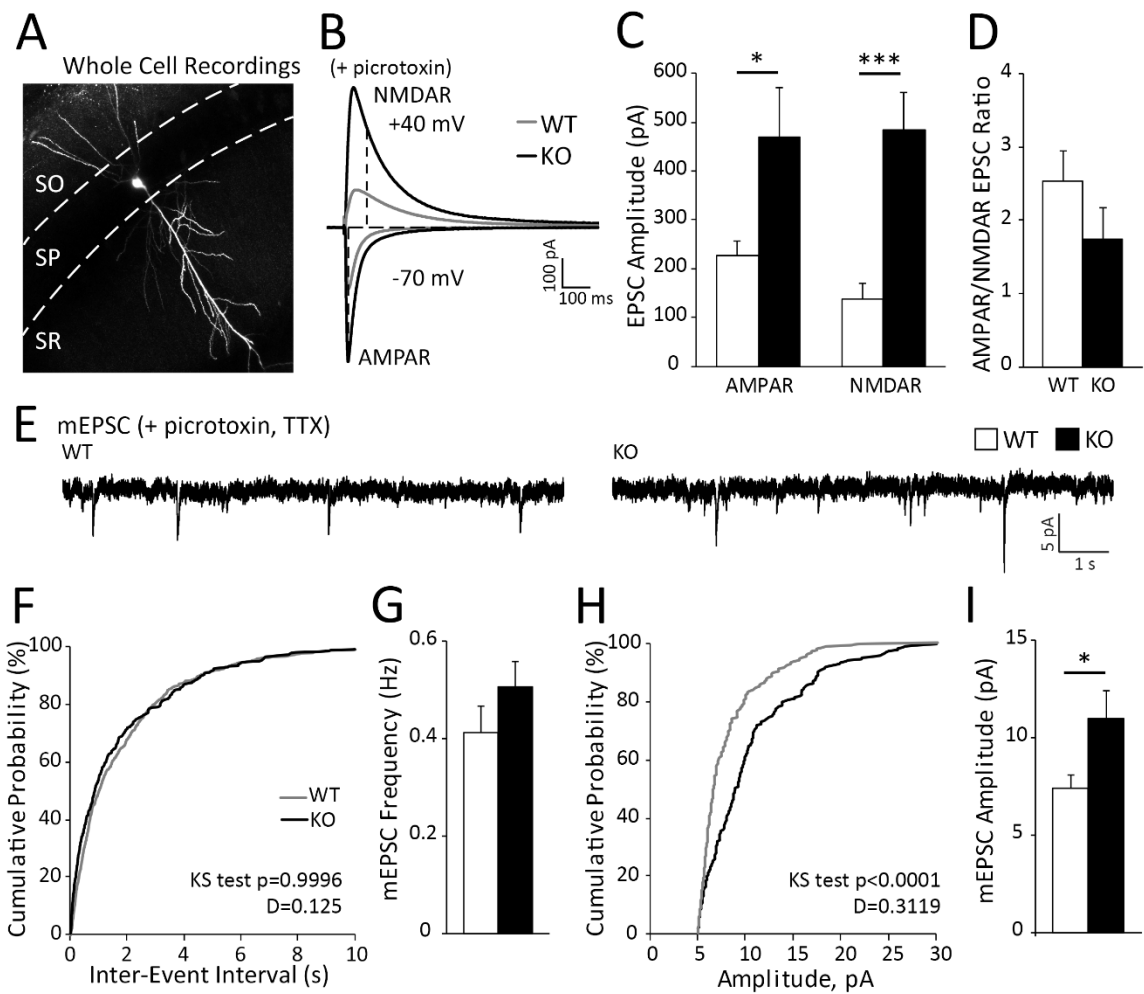 A
Whole Cell Recordings
SO
SP
SR
B
(+ picrotoxin)
NMDAR
+40 mV
WT
KO
-70 mV
100 pA
100 ms
AMPAR
C
EPSC Amplitude (pA)
600
500
400
300
200
100
0
*
***
AMPAR
NMDAR
D
AMPAR/NMDAR EPSC Ratio
4
3
2
1
0
WT KO
E
mEPSC (+ picrotoxin, TTX)
WT
KO
WT
KO
5 pA
1 s
F
Cumulative Probability (%)
100
80
60
40
20
0
WT
KO
KS test p=0.9996
D=0.125
0 2 4 6 8 10
Inter-Event Interval (s)
G
mEPSC Frequency (Hz)
0.6
0.4
0.2
0
H
Cumulative Probability (%)
100
80
60
40
20
0
KS test p<0.0001
D=0.3119
0 5 10 15 20 25 30
Amplitude, pA
I
mEPSC Amplitude (pA)
15
10
5
0
*